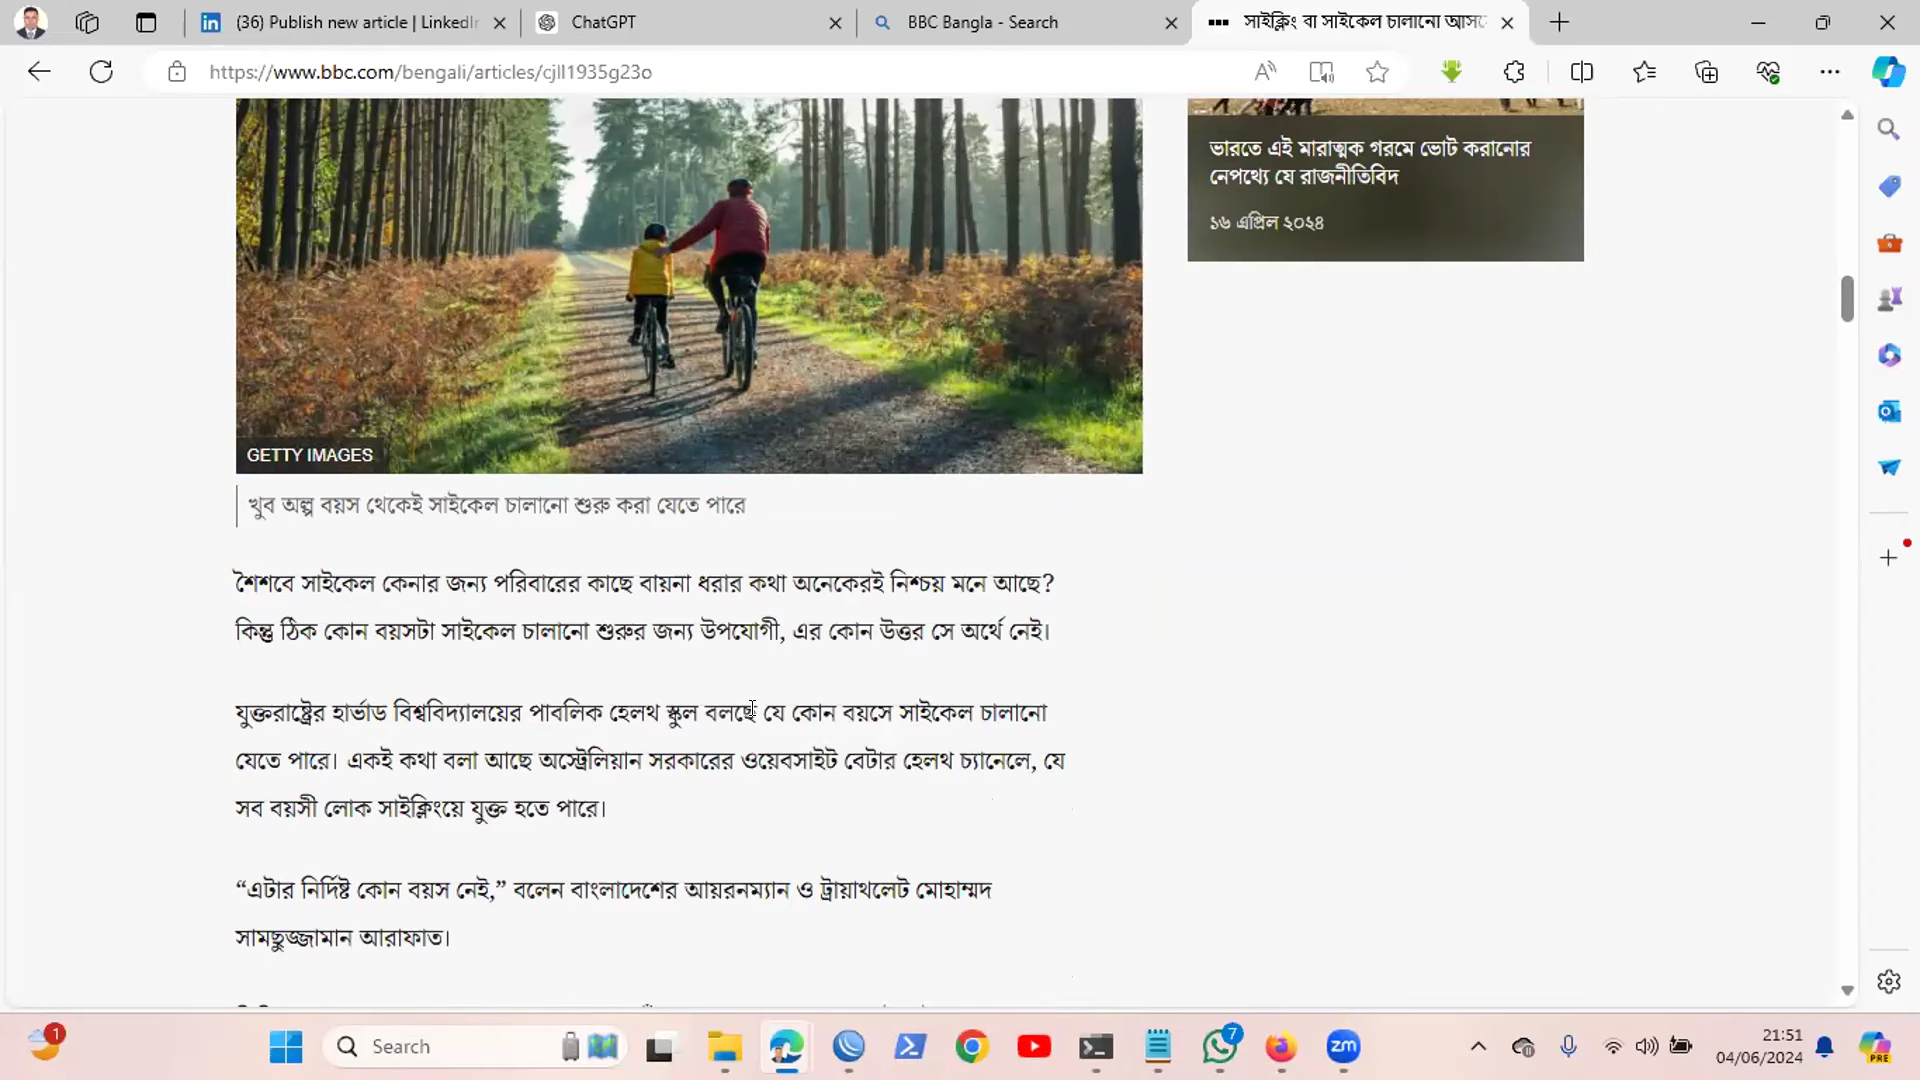 (36) Publish new article | LinkedIn
ChatGPT
BBC Bangla - Search
সাইক্লিং বা সাইকেল চালানো আসলে
https://www.bbc.com/bengali/articles/cjll1935g23o
ভারতে এই মারাত্মক গরমে ভোট করানোর
নেপথ্যে যে রাজনীতিবিদ
১৬ এপ্রিল ২০২৪
GETTY IMAGES
খুব অল্প বয়স থেকেই সাইকেল চালানো শুরু করা যেতে পারে
শৈশবে সাইকেল কেনার জন্য পরিবারের কাছে বায়না ধরার কথা অনেকেরই নিশ্চয় মনে আছে?
কিন্তু ঠিক কোন বয়সটা সাইকেল চালানো শুরুর জন্য উপযোগী, এর কোন উত্তর সে অর্থে নেই।
যুক্তরাষ্ট্রের হার্ভাড বিশ্ববিদ্যালয়ের পাবলিক হেলথ স্কুল বলছে যে কোন বয়সে সাইকেল চালানো
যেতে পারে। একই কথা বলা আছে অস্ট্রেলিয়ান সরকারের ওয়েবসাইট বেটার হেলথ চ্যানেলে, যে
সব বয়সী লোক সাইক্লিংয়ে যুক্ত হতে পারে।
“এটার নির্দিষ্ট কোন বয়স নেই,” বলেন বাংলাদেশের আয়রনম্যান ও ট্রায়াথলেট মোহাম্মদ
সামছুজ্জামান আরাফাত।
1
Search
7
zm
21:51
04/06/2024
PRE